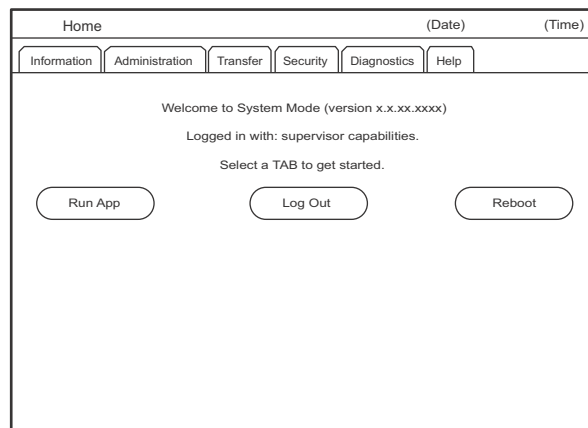 Home (Date) (Time)
Information Administration Transfer Security Diagnostics Help
Welcome to System Mode (version x.x.xx.xxxx)
Logged in with: supervisor capabilities.
Select a TAB to get started.
Run App Log Out Reboot